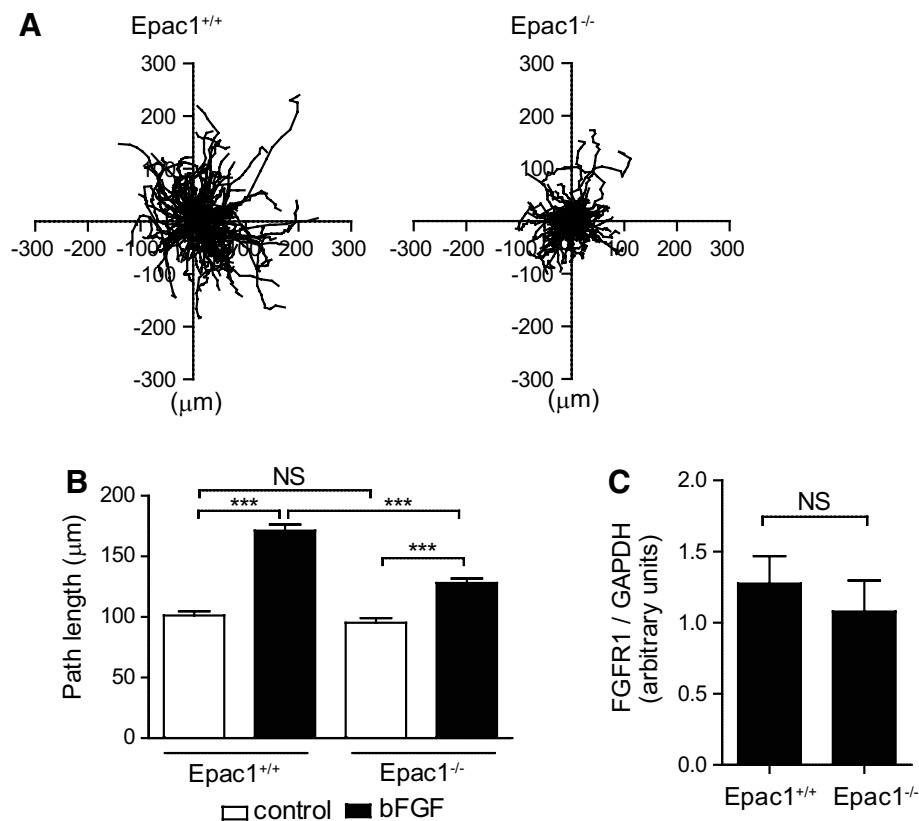 A
Epac1+/+
Epac1-/-
300
200
100
-300 -200 -100 100 200 300
-100
-200
-300
(μm)
300
200
100
-300 -200 -100 100 200 300
-100
-200
-300
(μm)
B
NS
*** ***
***
Path length (μm)
200
150
100
50
0
Epac1+/+ Epac1-/-
control bFGF
C
NS
FGFR1 / GAPDH
(arbitrary units)
2.0
1.5
1.0
0.5
0.0
Epac1+/+ Epac1-/-